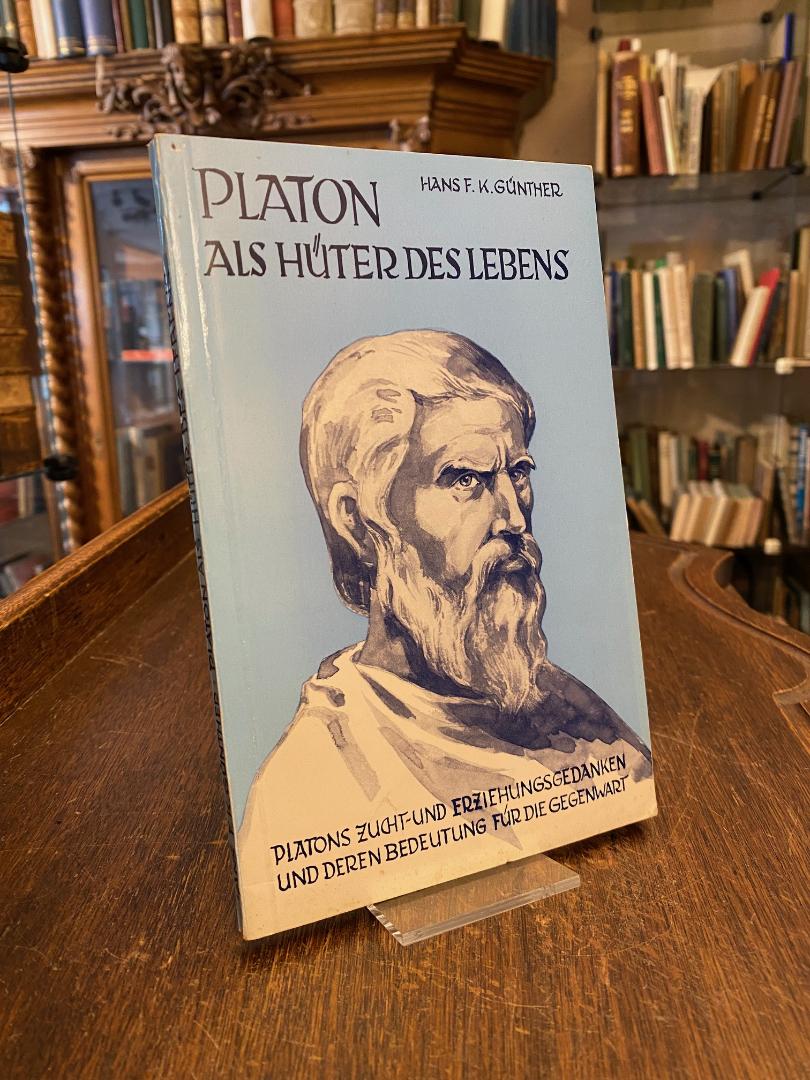 PLATON
HANS F. K. GÜNTHER
ALS HÜTER DES LEBENS
PLATONS ZUCHT- UND ERZIEHUNGSGEDANKEN
UND DEREN BEDEUTUNG FÜR DIE GEGENWART